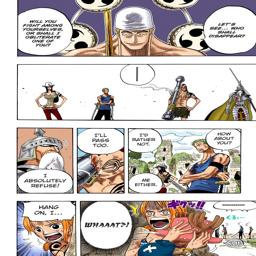 LET'S
SEE... WHO
SHALL
DISAPPEAR?
WILL YOU
FIGHT AMONG
YOURSELVES,
OR SHALL I
OBLITERATE
ONE OF
YOU?
HOW
ABOUT
YOU?
I'D
RATHER
NOT.
ME
EITHER.
I'LL
PASS
TOO.
I
ABSOLUTELY
REFUSE!
HANG
ON, I...
WHAAAT?!